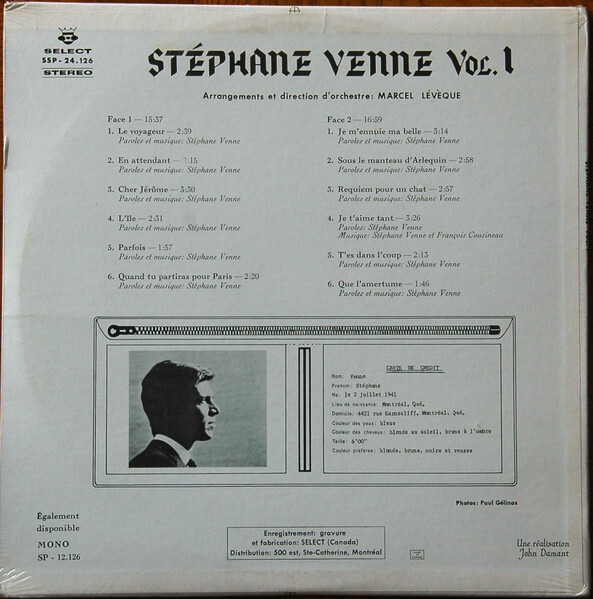 SELECT
SSP-24.126
STEREO
STÉPHANE VENNE VOL. 1
Arrangements et direction d'orchestre: MARCEL LÉVÈQUE
Face 1 — 15:37
1. Le voyageur — 2:39
Paroles et musique: Stéphane Venne
2. En attendant — :15
Paroles et musique: Stéphane Venne
3. Cher Jérôme — 3:30
Paroles et musique: Stéphane Venne
4. L'île — 2:31
Paroles et musique: Stéphane Venne
5. Parfois — 1:57
Paroles et musique: Stéphane Venne
6. Quand tu partiras pour Paris — 2:20
Paroles et musique: Stéphane Venne
Face 2 — 16:59
1. Je m'ennuie ma belle — 3:14
Paroles et musique: Stéphane Venne
2. Sous le manteau d'Arlequin — 2:58
Paroles et musique: Stéphane Venne
3. Requiem pour un chat — 2:57
Paroles et musique: Stéphane Venne
4. Je t'aime tant — 3:26
Paroles: Stéphane Venne
Musique: Stéphane Venne et François Cousineau
5. T'es dans l'coup — 2:13
Paroles et musique: Stéphane Venne
6. Que l'amertume — 1:46
Paroles et musique: Stéphane Venne
CARTE DE CREDIT
Nom: Venne
Prenom: Stéphane
Né: le 2 juillet 1941
Lieu de naissance: Montréal, Qué,
Domicile: 4421 rue Earnscliff, Montréal, Qué,
Couleur des yeux: bleus
Couleur des cheveux: blonds au soleil, bruns à l'ombre
Taille: 6'00"
Couleur préférée: blonde, brune, noire et rousse
Photos: Paul Gélinas
Également
disponible
MONO
SP - 12.126
Enregistrement: gravure
et fabrication: SELECT (Canada)
Distribution: 500 est, Ste-Catherine, Montréal
Une réalisation
John Damant